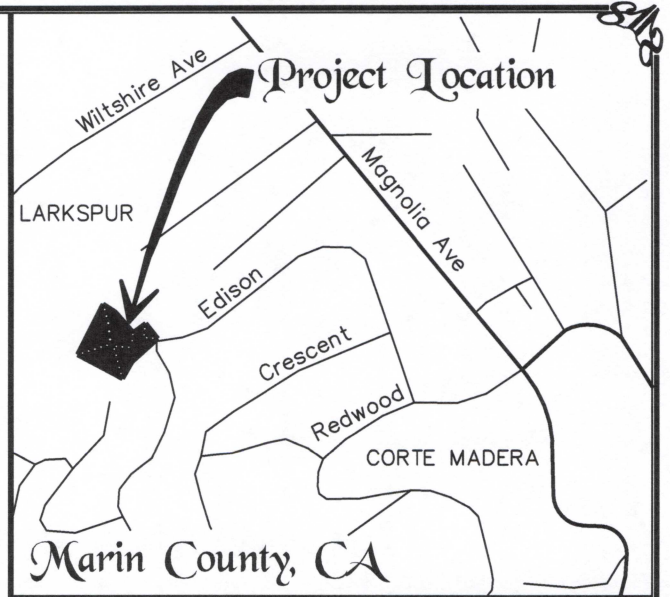 Wiltshire Ave
Project Location
LARKSPUR
Magnolia Ave
Edison
Crescent
Redwood
CORTE MADERA
Marin County, CA